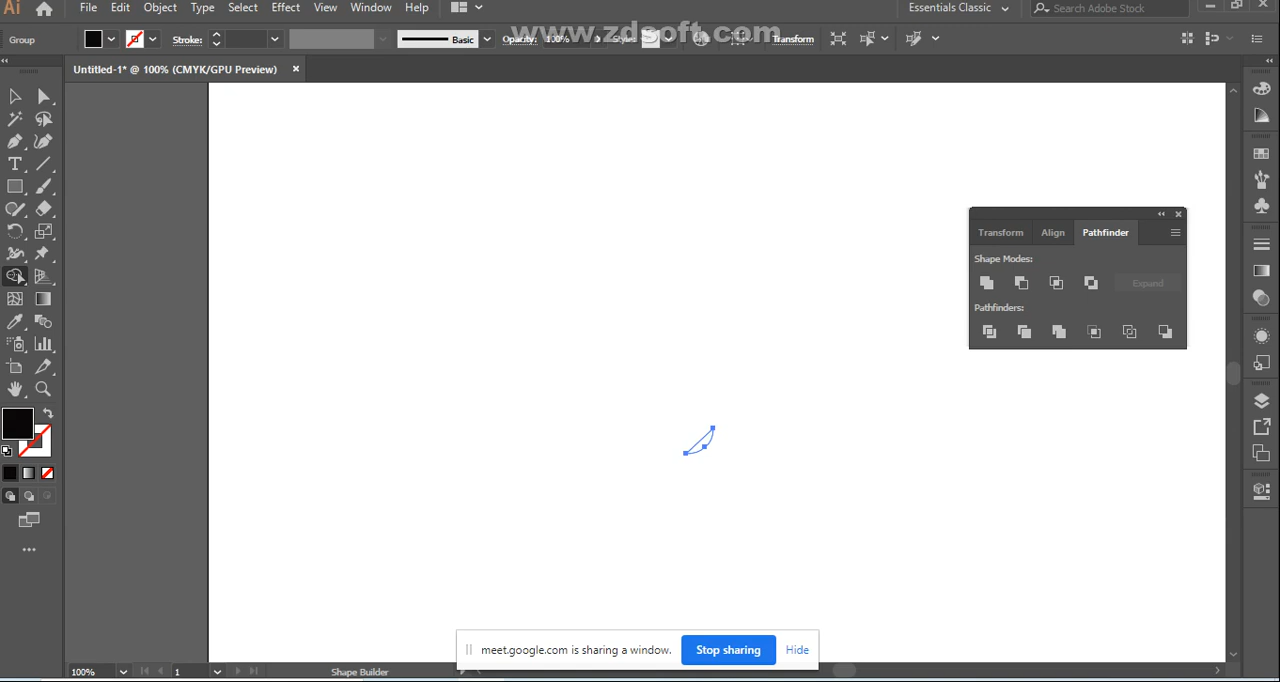 Ai File Edit Object Type Select Effect View Window Help Essentials Classic Search Adobe Stock
www.zdsoft.com
Group Stroke: Basic Opacity: 100% Style: Transform
Untitled-1* @ 100% (CMYK/GPU Preview)
Transform Align Pathfinder
Shape Modes:
Expand
Pathfinders:
meet.google.com is sharing a window. Stop sharing Hide
100% 1 Shape Builder